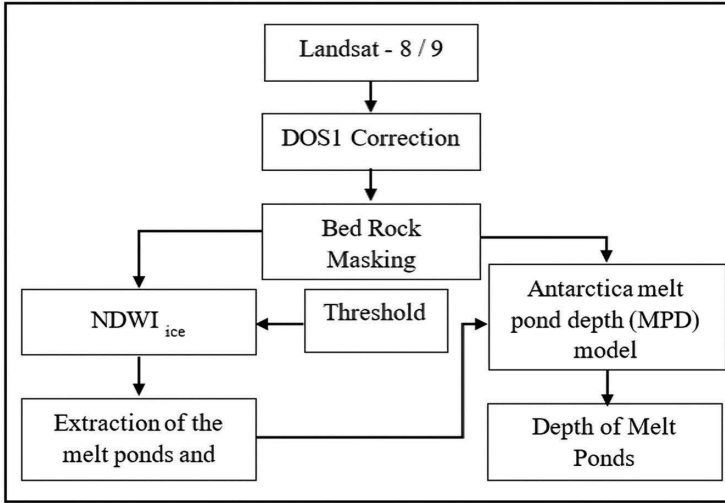 Landsat - 8 / 9
DOS1 Correction
Bed Rock
Masking
NDWI ice
Threshold
Antarctica melt
pond depth (MPD)
model
Extraction of the
melt ponds and
Depth of Melt
Ponds